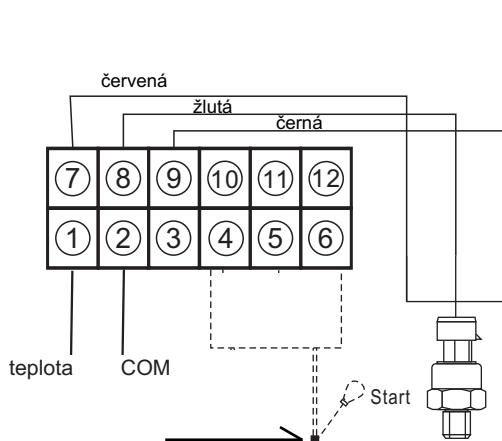 červená
žlutá
černá
7 8 9 10 11 12
1 2 3 4 5 6
teplota COM
Start